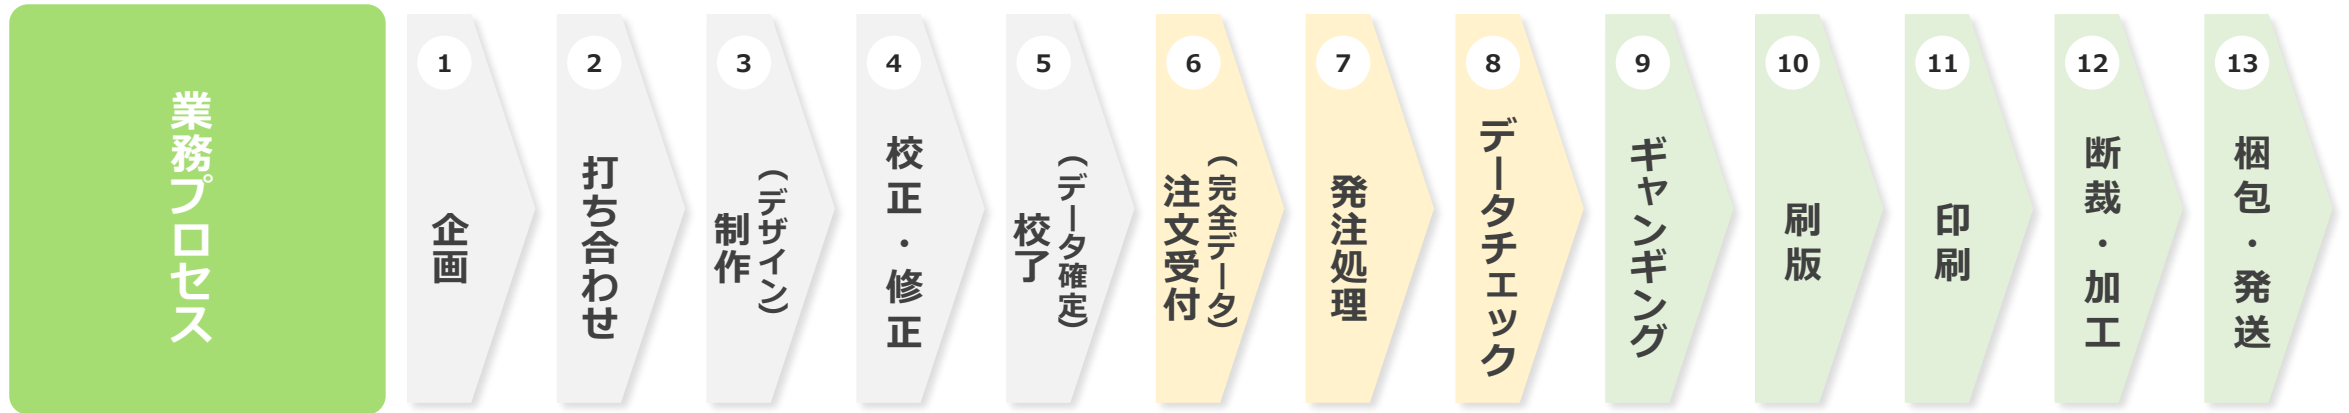 業務プロセス
1
企画
2
打ち合わせ
3
制作
(デザイン)
4
校正・修正
5
校了
(データ確定)
6
注文受付
(完全データ)
7
発注処理
8
データチェック
9
ギャンギング
10
刷版
11
印刷
12
断裁・加工
13
梱包・発送